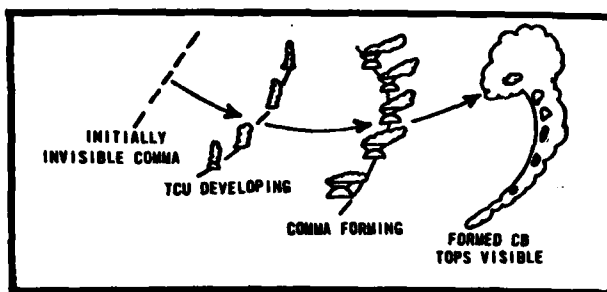 INITIALLY
INVISIBLE COMMA
TCU DEVELOPING
COMMA FORMING
FORMED CB
TOPS VISIBLE